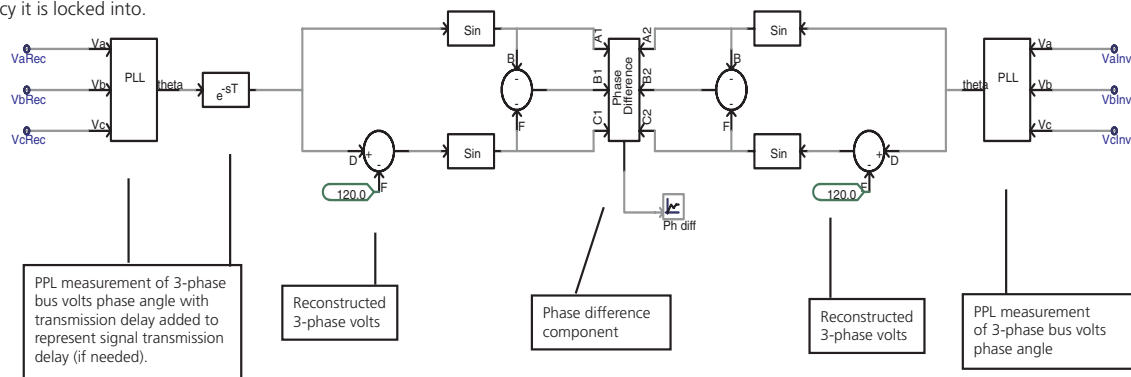 cy it is locked into.
Sin
Sin
A1
A2
Va
VaRec
PLL
Vb
VbRec
theta
e-sT
Vc
VcRec
B
-
-
F
B1
Phase
Difference
B2
B
-
-
F
theta
PLL
Va
VaInv
Vb
VbInv
Vc
VcInv
C1
C2
D
+
-
F
120.0
Sin
Sin
+
-
D
F
120.0
Ph diff
PPL measurement of 3-phase
bus volts phase angle with
transmission delay added to
represent signal transmission
delay (if needed).
Reconstructed
3-phase volts
Phase difference
component
Reconstructed
3-phase volts
PPL measurement
of 3-phase bus volts
phase angle